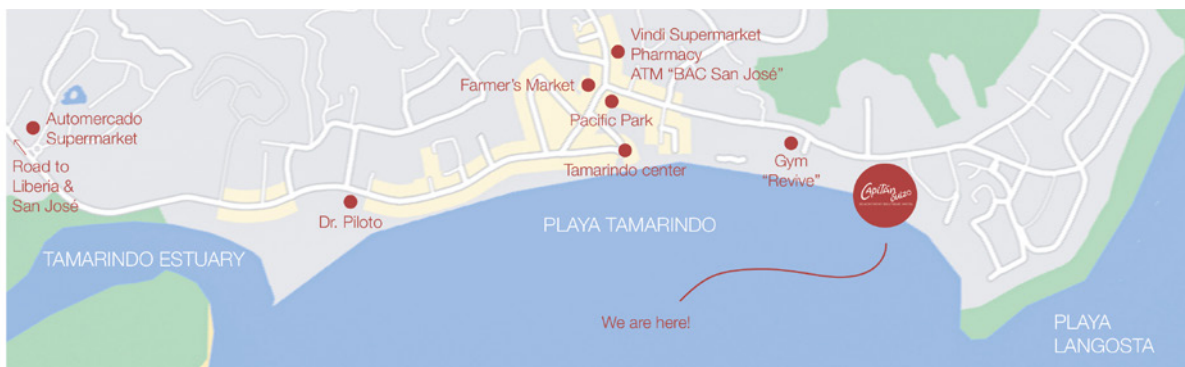 Vindi Supermarket
Pharmacy
ATM “BAC San José”
Farmer's Market
Pacific Park
Automercado
Supermarket
Road to
Liberia &
San José
Tamarindo center
Gym
“Revive”
Dr. Piloto
Capitán
Suizo
PLAYA TAMARINDO
TAMARINDO ESTUARY
We are here!
PLAYA
LANGOSTA